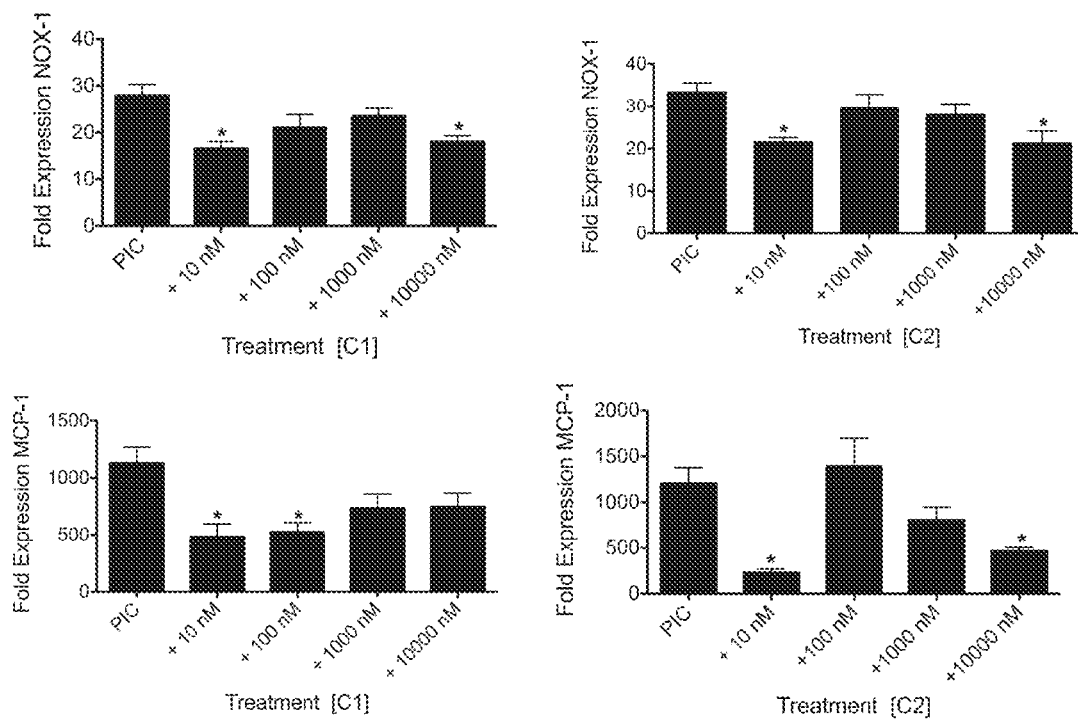 Fold Expression NOX-1
40
30
20
10
0
*
*
PIC
+ 10 nM
+ 100 nM
+ 1000 nM
+ 10000 nM
Treatment [C1]
Fold Expression NOX-1
40
30
20
10
0
*
*
PIC
+ 10 nM
+100 nM
+1000 nM
+10000 nM
Treatment [C2]
Fold Expression MCP-1
1500
1000
500
0
*
*
PIC
+ 10 nM
+ 100 nM
+ 1000 nM
+ 10000 nM
Treatment [C1]
Fold Expression MCP-1
2000
1500
1000
500
0
*
*
PIC
+ 10 nM
+100 nM
+1000 nM
+10000 nM
Treatment [C2]